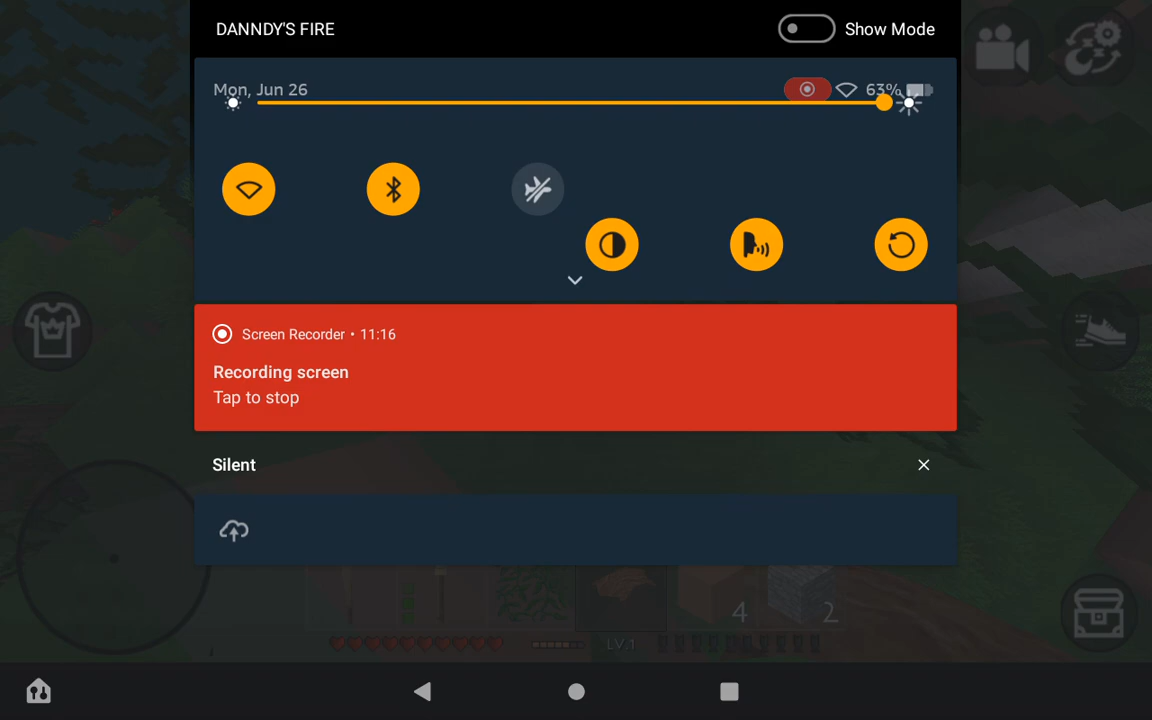 DANNDY'S FIRE
Show Mode
Mon, Jun 26
63%
Screen Recorder • 11:16
Recording screen
Tap to stop
Silent
4
2
LV.1